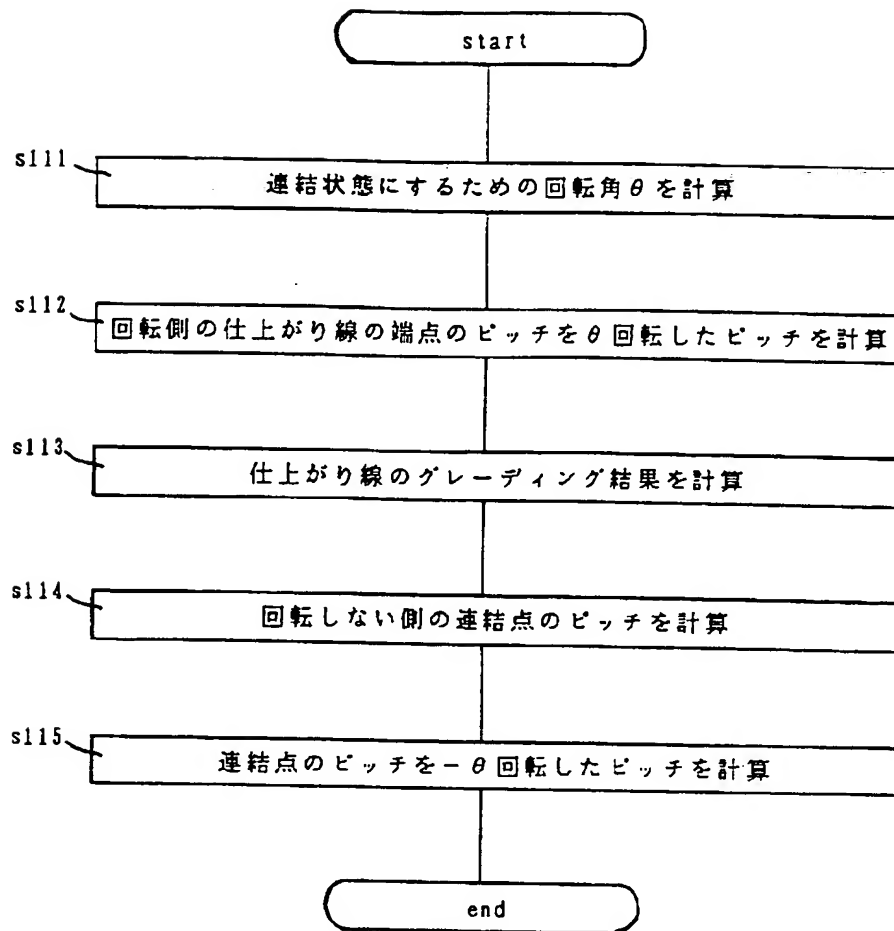 start
s111
連結状態にするための回転角θを計算
s112
回転側の仕上がり線の端点のピッチをθ回転したピッチを計算
s113
仕上がり線のグレーディング結果を計算
s114
回転しない側の連結点のピッチを計算
s115
連結点のピッチを-θ回転したピッチを計算
end